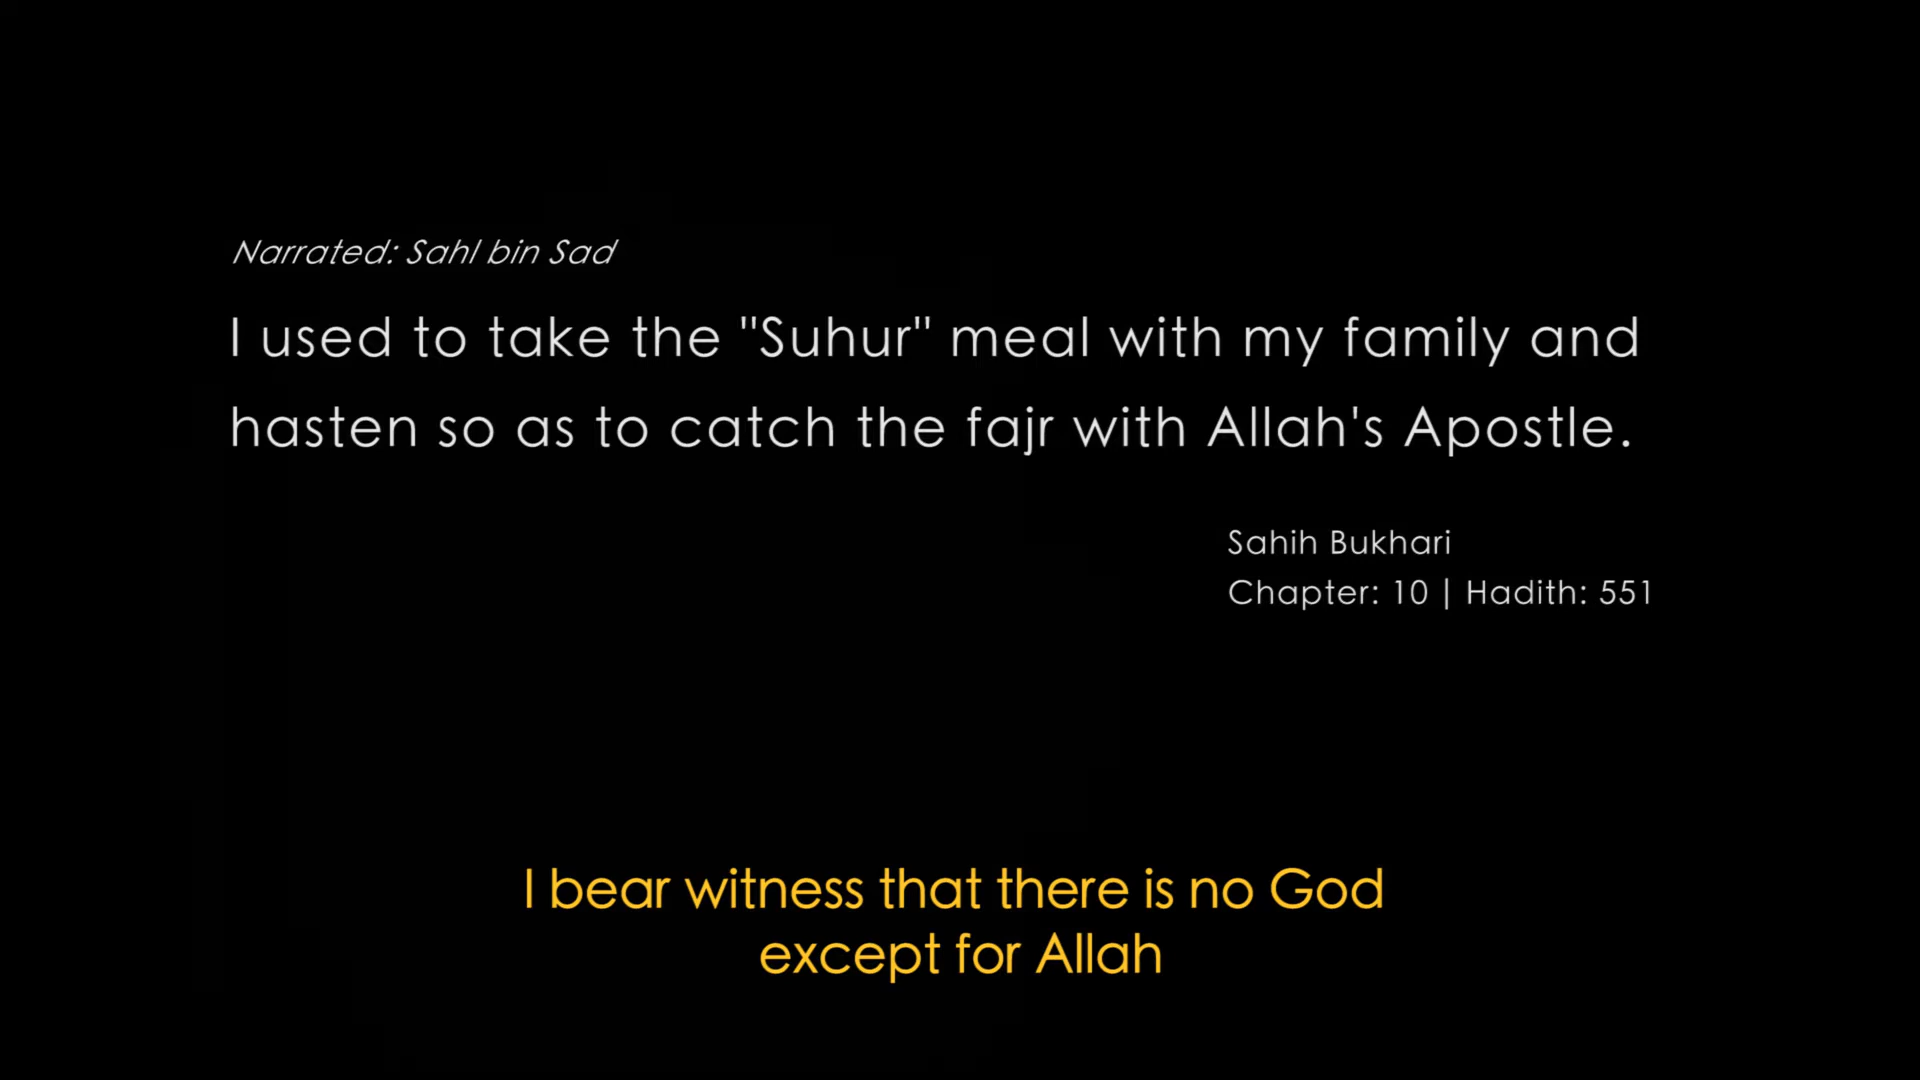 Narrated: Sahl bin Sad
I used to take the "Suhur" meal with my family and
hasten so as to catch the fajr with Allah's Apostle.
Sahih Bukhari
Chapter: 10 | Hadith: 551
I bear witness that there is no God
except for Allah